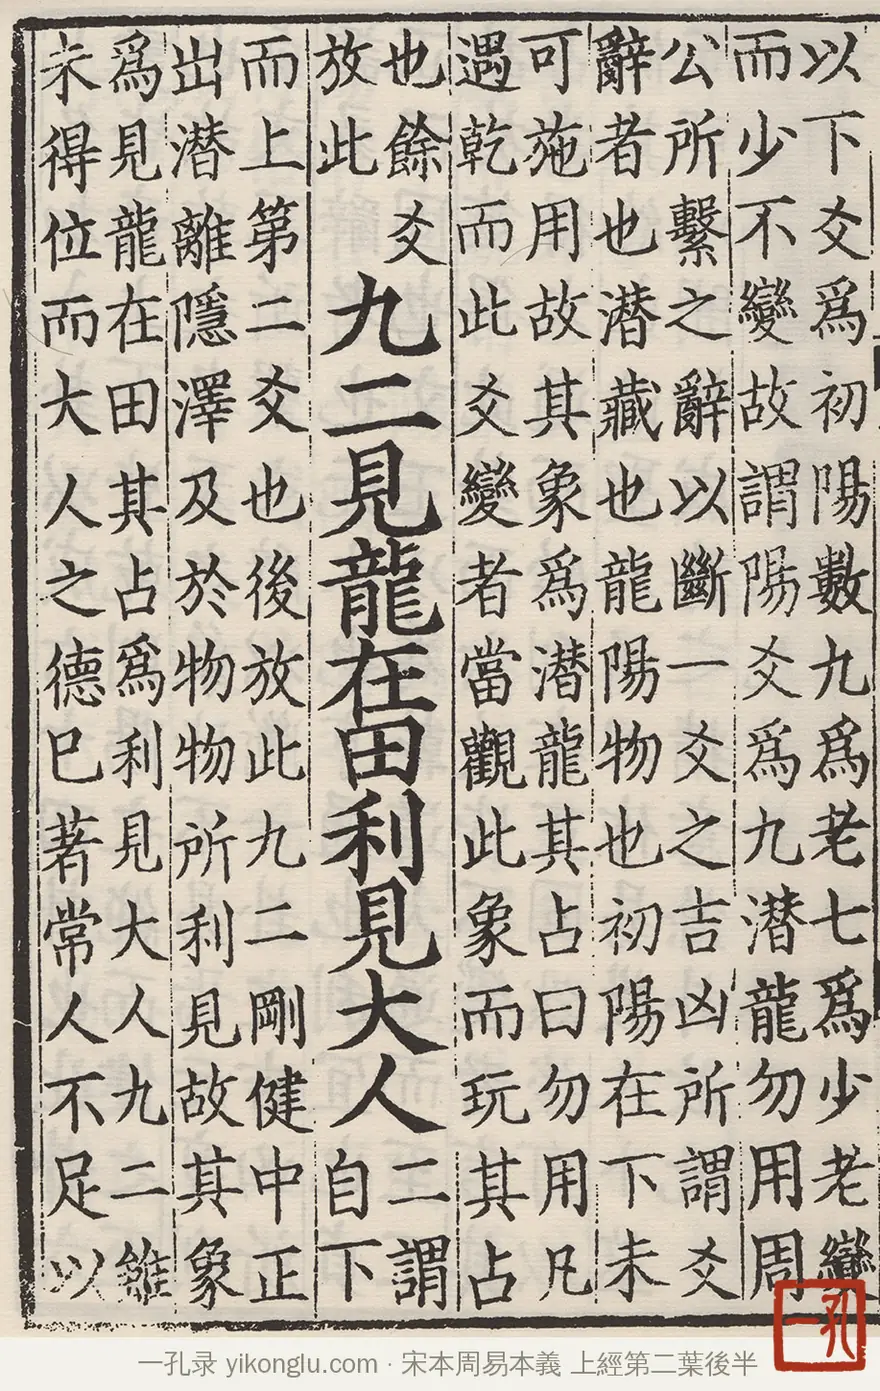 以下爻爲初陽數九爲老七爲少老變
而少不變故謂陽爻爲九潜龍勿用周
公所繫之辭以斷一爻之吉凶所謂爻
辭者也潜藏也龍陽物也初陽在下未
可施用故其象爲潜龍其占曰勿用凡
遇乾而此爻變者當觀此象而玩其占
也餘爻
放此
九二見龍在田利見大人
二謂
自下
而上第二爻也後放此九二剛健中正
出潜離隱澤及於物物所利見故其象
爲見龍在田其占爲利見大人九二雖
未得位而大人之德已著常人不足以
一孔
一孔录 yikonglu.com · 宋本周易本義 上經第二葉後半